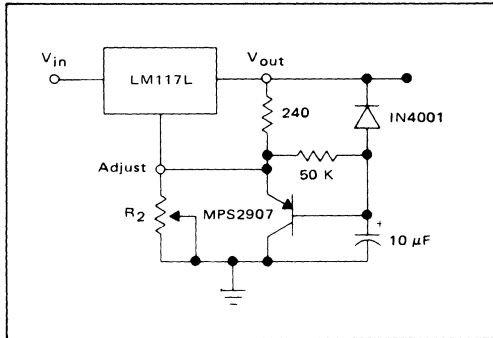 Vin
LM117L
Vout
240
IN4001
Adjust
50 K
R2
MPS2907
+
10 µF